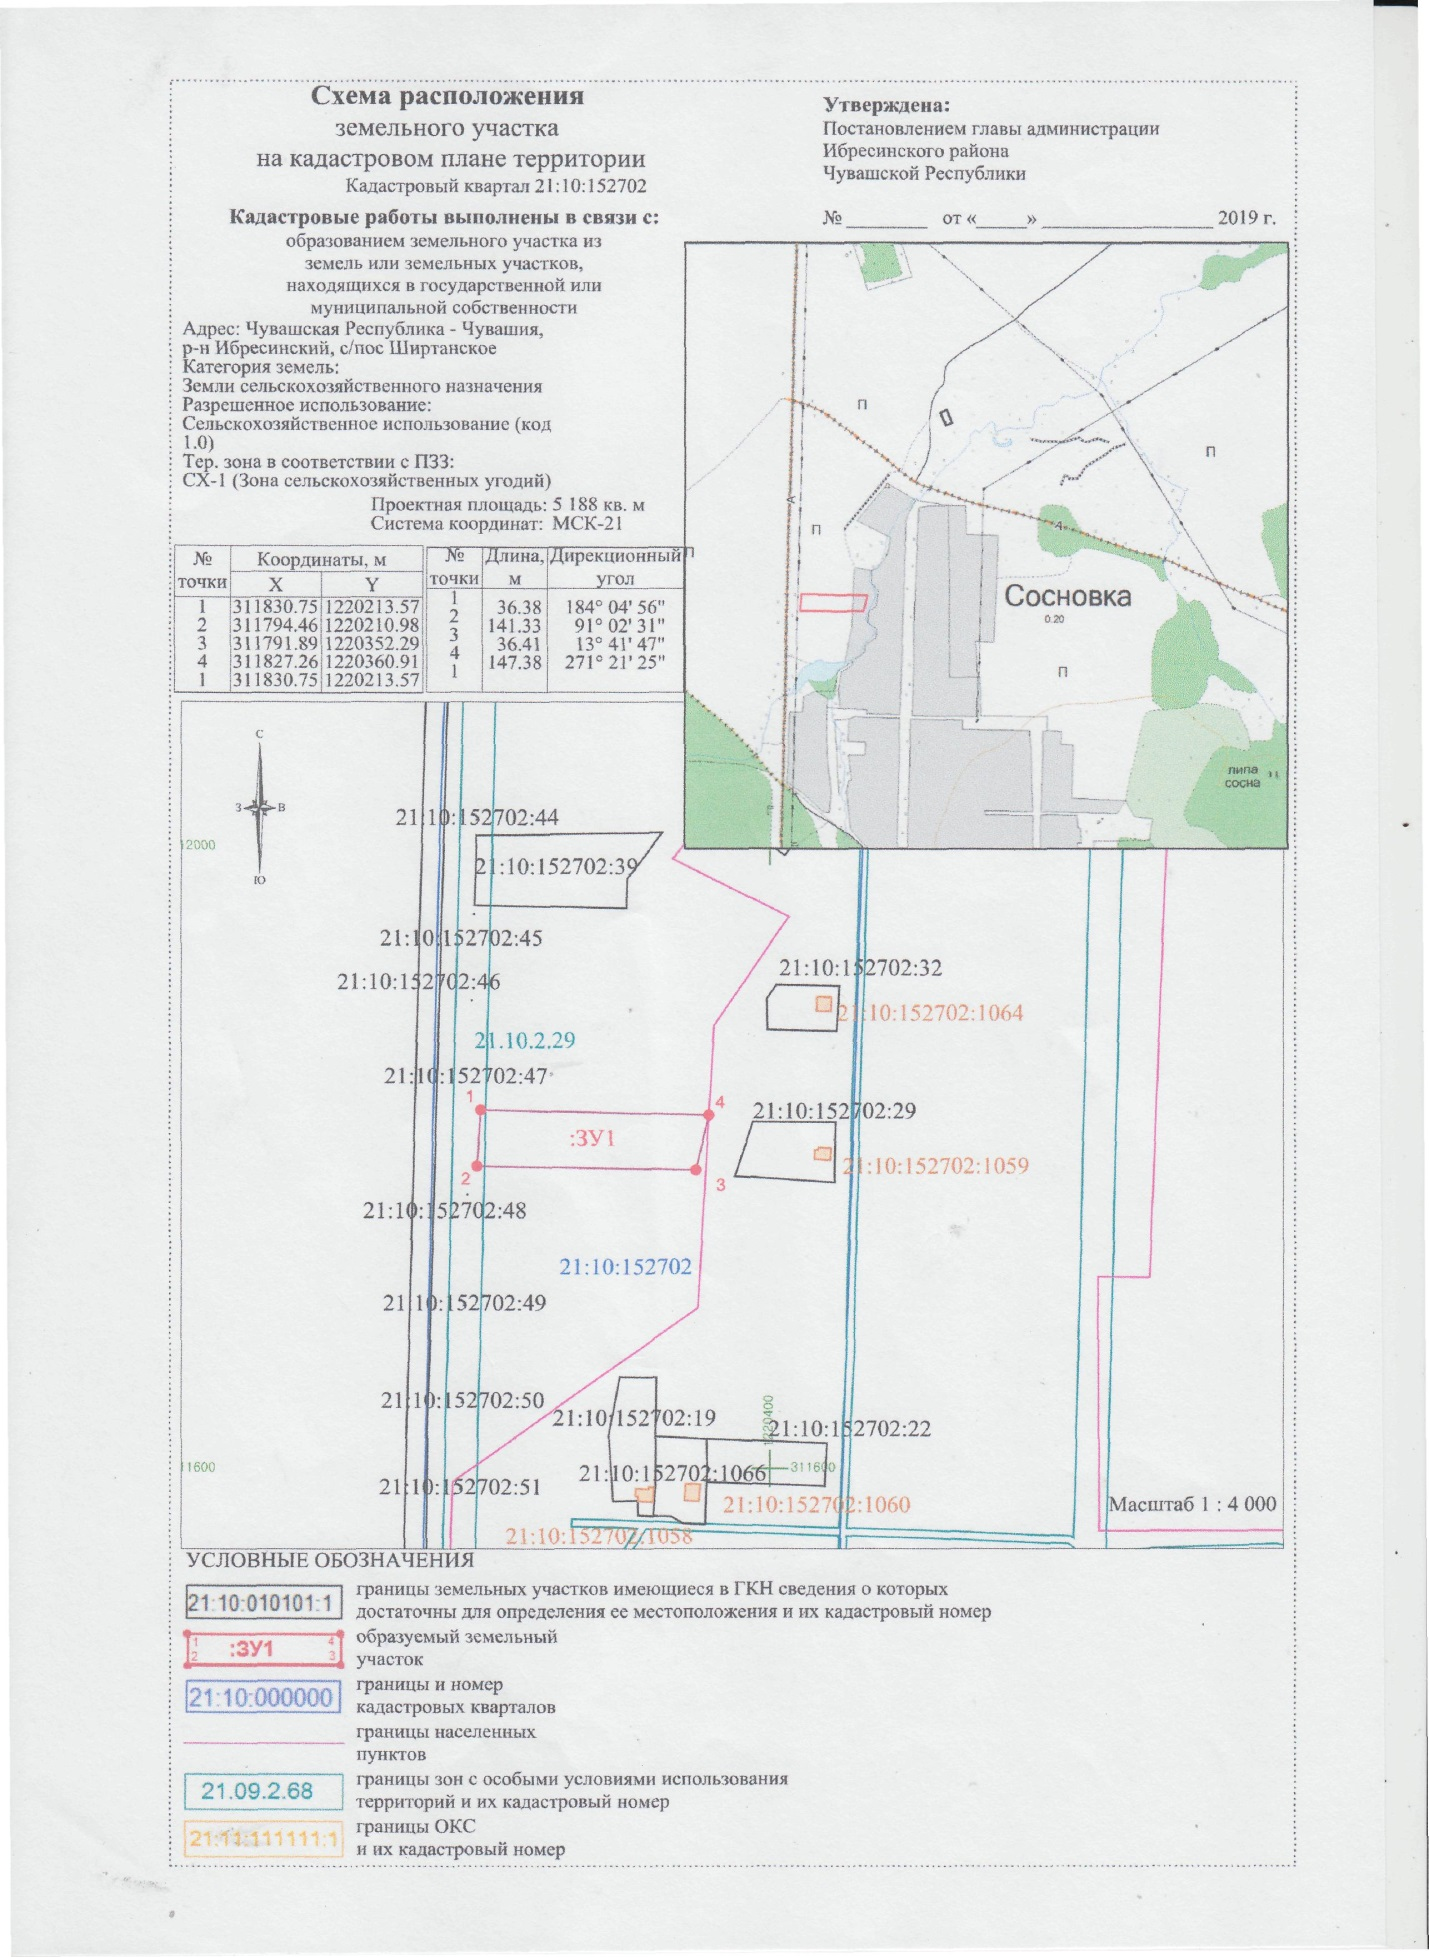 Схема расположения
земельного участка
на кадастровом плане территории
Кадастровый квартал 21:10:152702
Кадастровые работы выполнены в связи с:
образованием земельного участка из
земель или земельных участков,
находящихся в государственной или
муниципальной собственности
Адрес: Чувашская Республика - Чувашия,
р-н Ибресинский, с/пос Ширтанское
Категория земель:
Земли сельскохозяйственного назначения
Разрешенное использование:
Сельскохозяйственное использование (код
1.0)
Тер. зона в соответствии с ПЗЗ:
СХ-1 (Зона сельскохозяйственных угодий)
Проектная площадь: 5 188 кв. м
Система координат: МСК-21
Утверждена:
Постановлением главы администрации
Ибресинского района
Чувашской Республики
№ ________ от «_____» _________________ 2019 г.
№ точки Координаты, м
X Y
1 311830.75 1220213.57
2 311794.46 1220210.98
3 311791.89 1220352.29
4 311827.26 1220360.91
1 311830.75 1220213.57
№ точки Длина, м Дирекционный угол
1
36.38 184° 04' 56"
2
141.33 91° 02' 31"
3
36.41 13° 41' 47"
4
147.38 271° 21' 25"
1
П
П
П
П
А
А
П
П
Сосновка
0.20
липа
сосна
С
З В
Ю
12000
21:10:152702:44
21:10:152702:39
21:10:152702:45
21:10:152702:46
21:10:152702:32
21:10:152702:1064
21.10.2.29
21:10:152702:47
1
4
:ЗУ1
2
3
21:10:152702:29
21:10:152702:1059
21:10:152702:48
21:10:152702
21:10:152702:49
21:10:152702:50
21:10:152702:19
1220400
21:10:152702:22
11600
21:10:152702:1066
311600
21:10:152702:51
21:10:152702:1060
21:10:152702:1058
Масштаб 1 : 4 000
УСЛОВНЫЕ ОБОЗНАЧЕНИЯ
21:10:010101:1
границы земельных участков имеющиеся в ГКН сведения о которых
достаточны для определения ее местоположения и их кадастровый номер
1 :ЗУ1 4
2 3
образуемый земельный
участок
21:10:000000
границы и номер
кадастровых кварталов
границы населенных
пунктов
21.09.2.68
границы зон с особыми условиями использования
территорий и их кадастровый номер
21:11:111111:1
границы ОКС
и их кадастровый номер